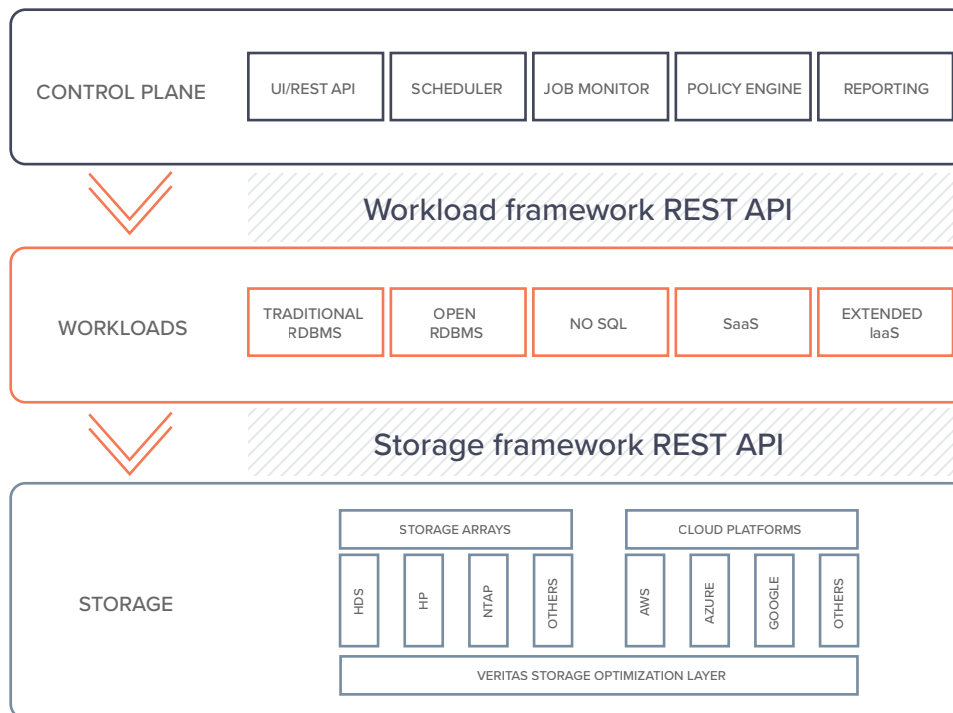 CONTROL PLANE
UI/REST API
SCHEDULER
JOB MONITOR
POLICY ENGINE
REPORTING
Workload framework REST API
WORKLOADS
TRADITIONAL
RDBMS
OPEN
RDBMS
NO SQL
SaaS
EXTENDED
IaaS
Storage framework REST API
STORAGE
STORAGE ARRAYS
HDS
HP
NTAP
OTHERS
CLOUD PLATFORMS
AWS
AZURE
GOOGLE
OTHERS
VERITAS STORAGE OPTIMIZATION LAYER